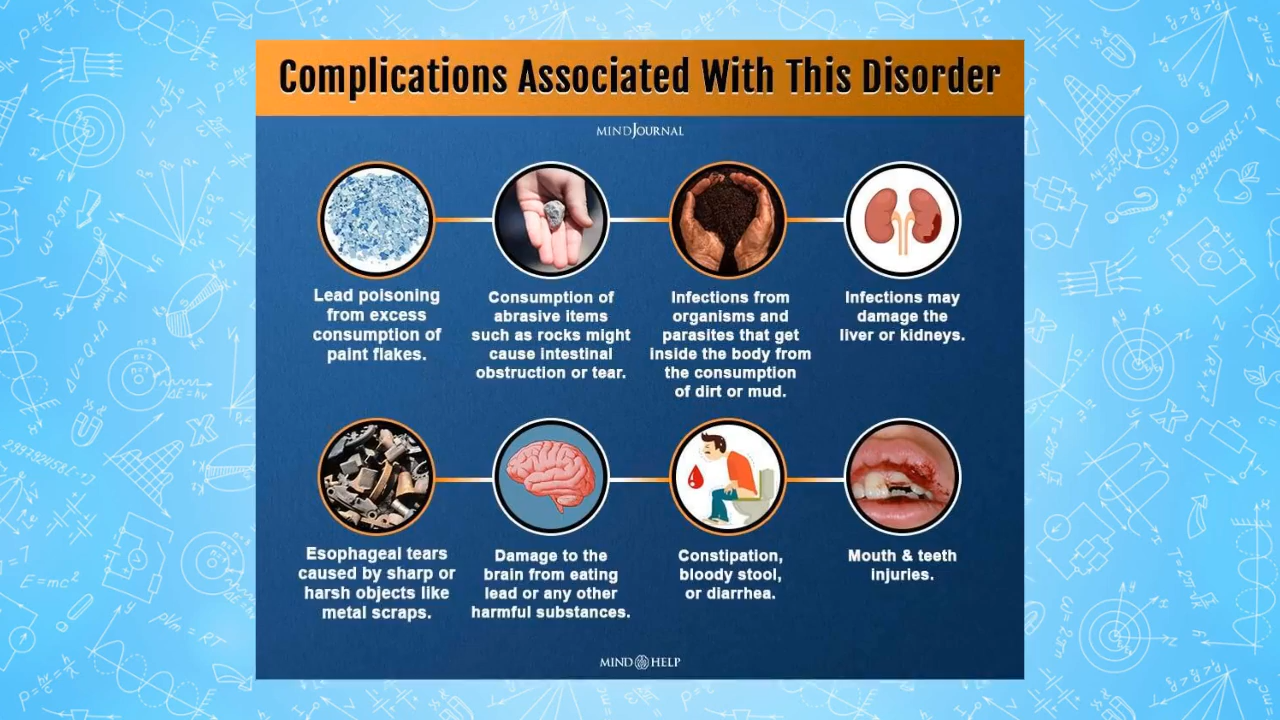 Complications Associated With This Disorder
MINDJOURNAL
Lead poisoning
from excess
consumption of
paint flakes.
Consumption of
abrasive items
such as rocks might
cause intestinal
obstruction or tear.
Infections from
organisms and
parasites that get
inside the body from
the consumption
of dirt or mud.
Infections may
damage the
liver or kidneys.
Esophageal tears
caused by sharp or
harsh objects like
metal scraps.
Damage to the
brain from eating
lead or any other
harmful substances.
Constipation,
bloody stool,
or diarrhea.
Mouth & teeth
injuries.
MIND HELP
E=mc²